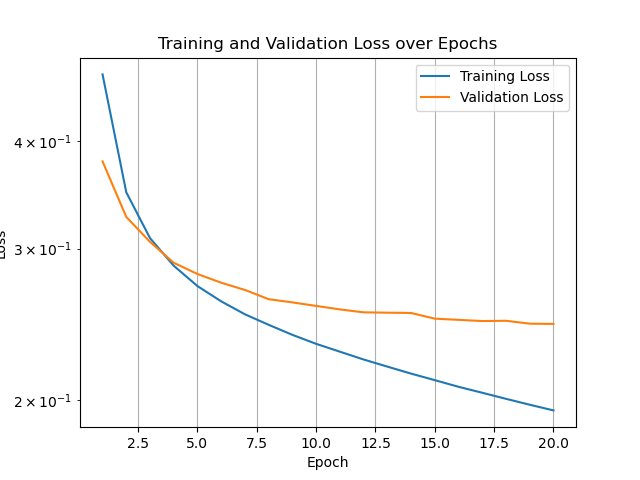 Training and Validation Loss over Epochs
Training Loss
Validation Loss
4 × 10⁻¹
3 × 10⁻¹
2 × 10⁻¹
Loss
2.5 5.0 7.5 10.0 12.5 15.0 17.5 20.0
Epoch